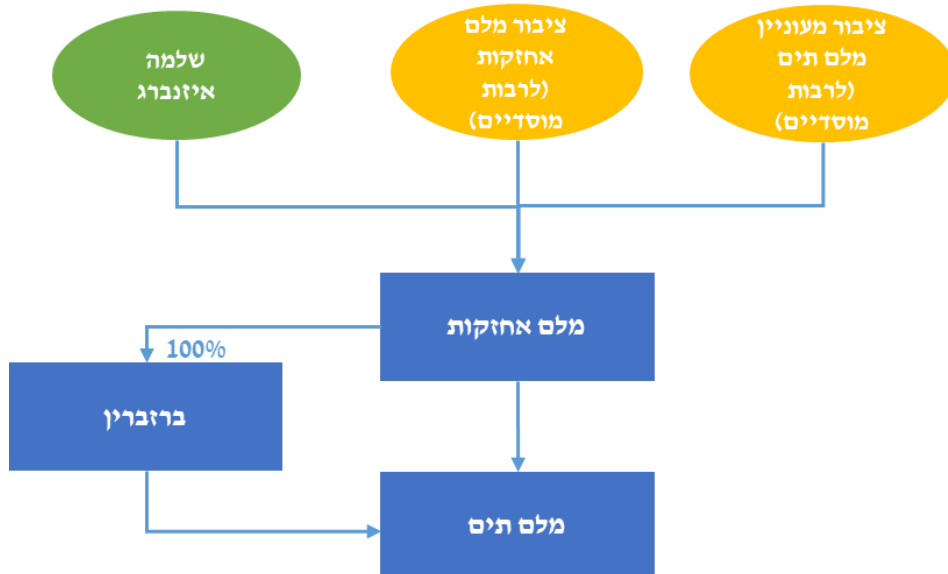 ציבור מעוניין
מלם תים
(לרבות
מוסדיים)
ציבור מלם
אחזקות
(לרבות
מוסדיים)
שלמה
איזנברג
מלם אחזקות
100%
ברזברין
מלם תים